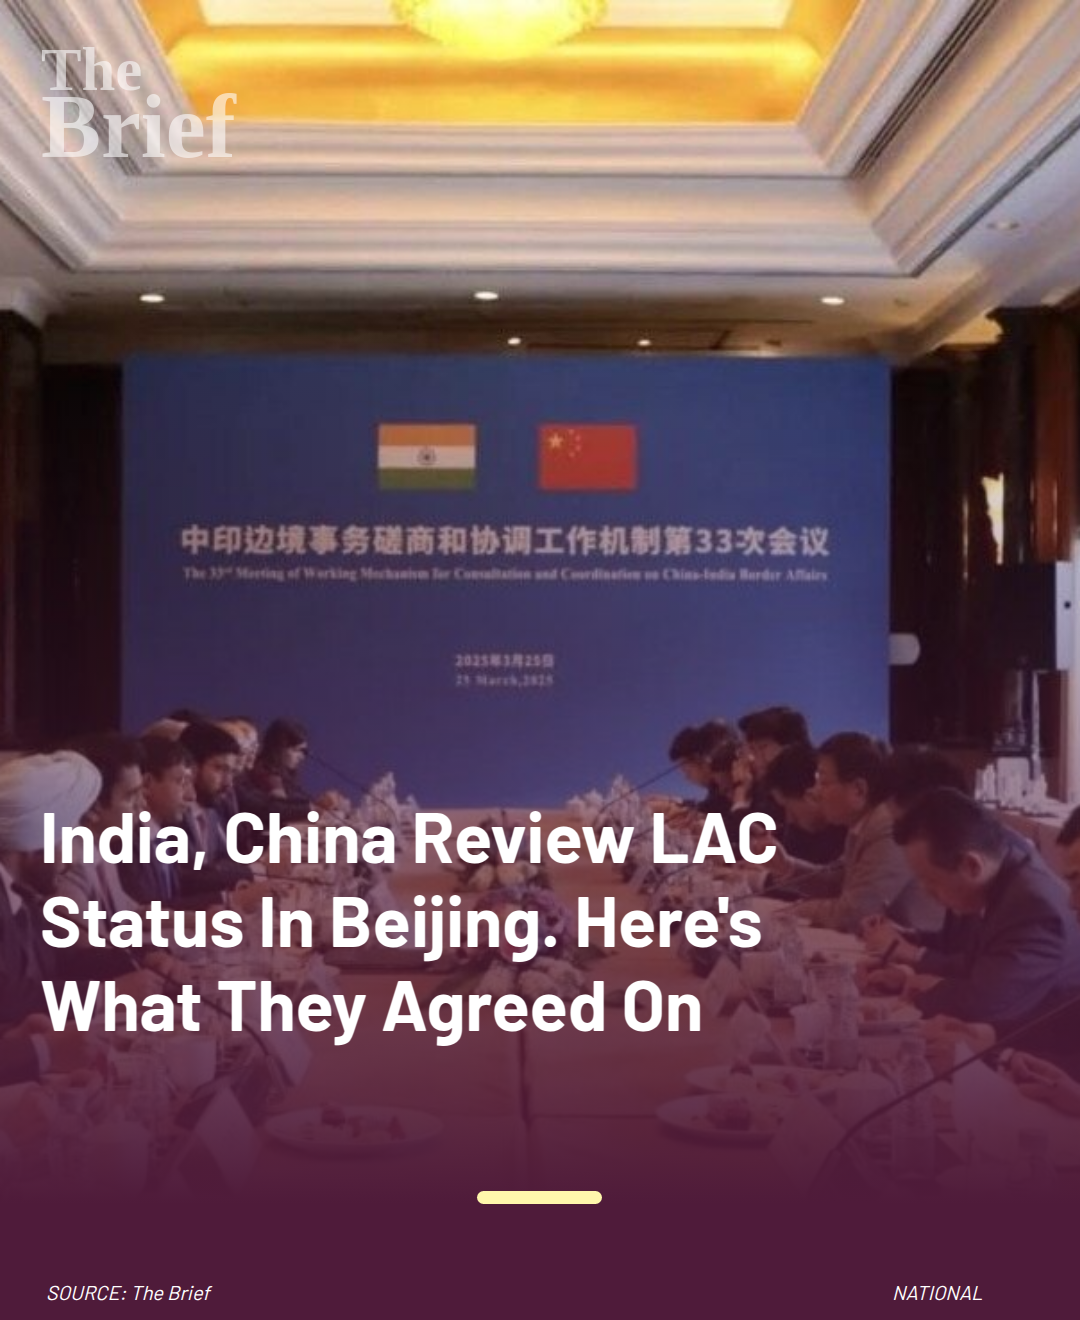 The
Brief
中印边境事务磋商和协调工作机制第33次会议
The 33rd Meeting of Working Mechanism for Consultation and Coordination on China-India Border Affairs
2025年3月25日
25 March,2025
India, China Review LAC
Status In Beijing. Here's
What They Agreed On
SOURCE: The Brief
NATIONAL